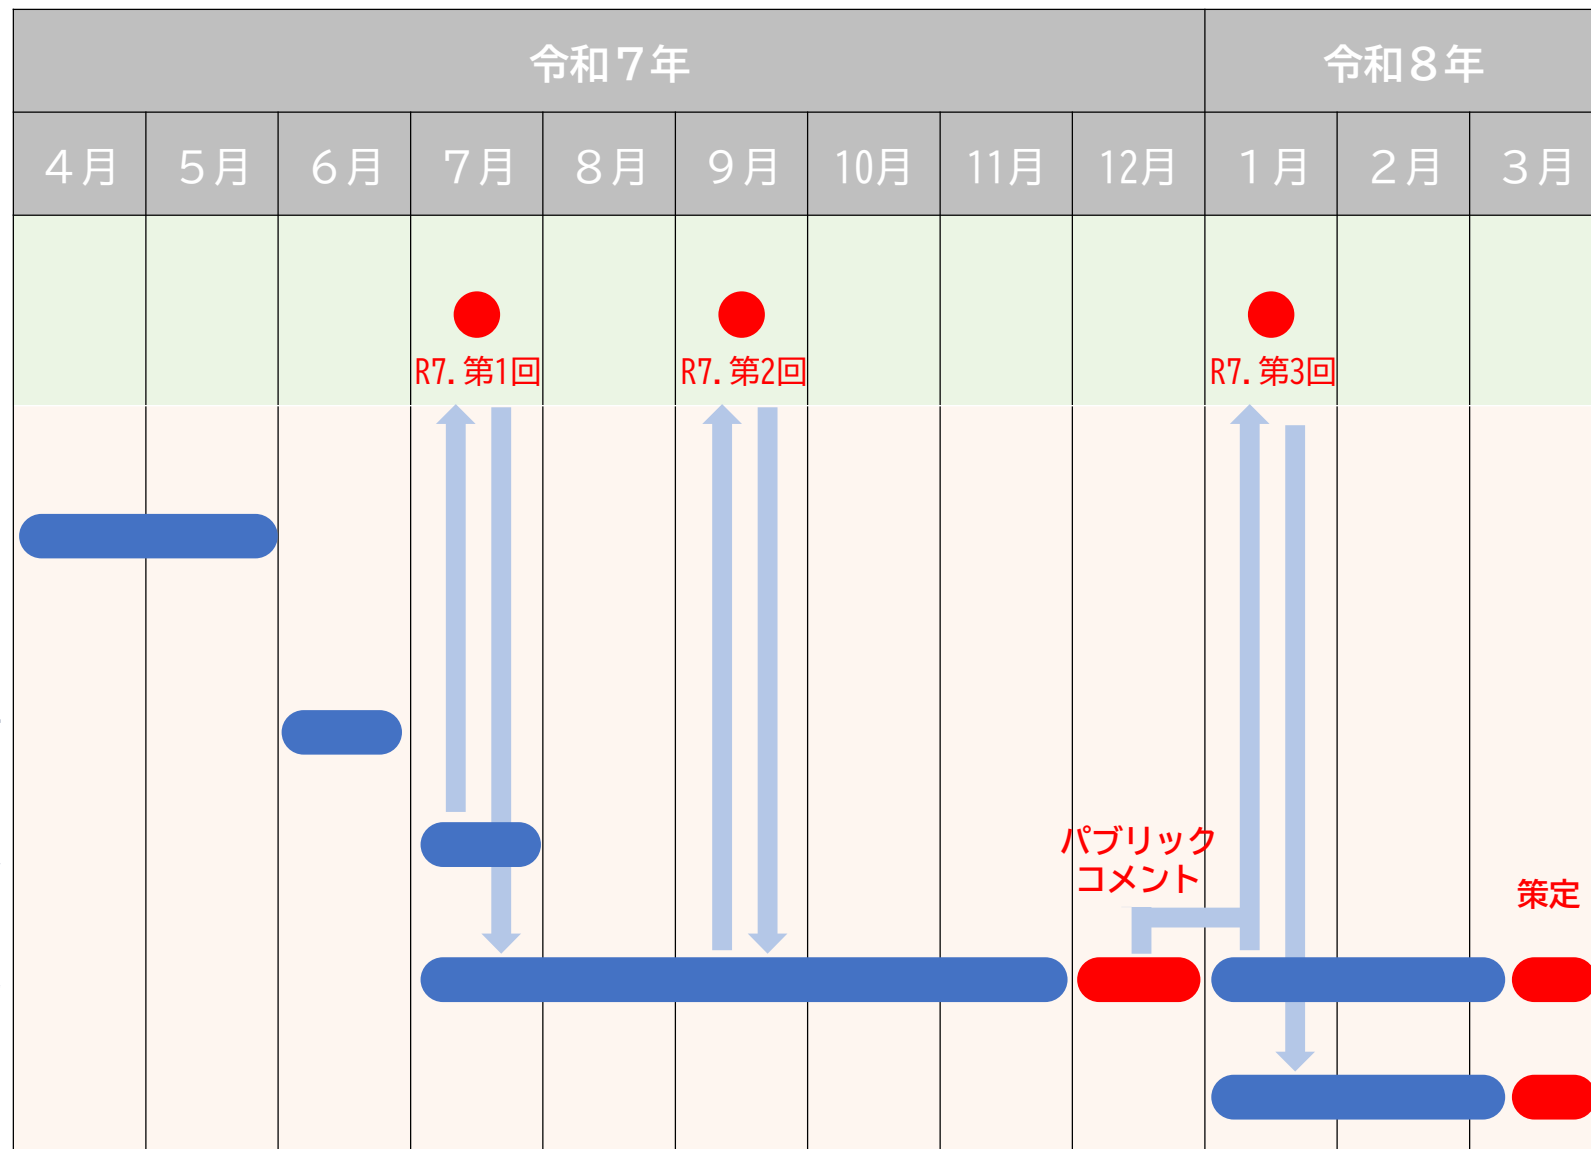 令和７年
令和８年
４月
５月
６月
７月
８月
９月
10月
11月
12月
１月
２月
３月
R7.第1回
R7.第2回
R7.第3回
パブリック
コメント
策定